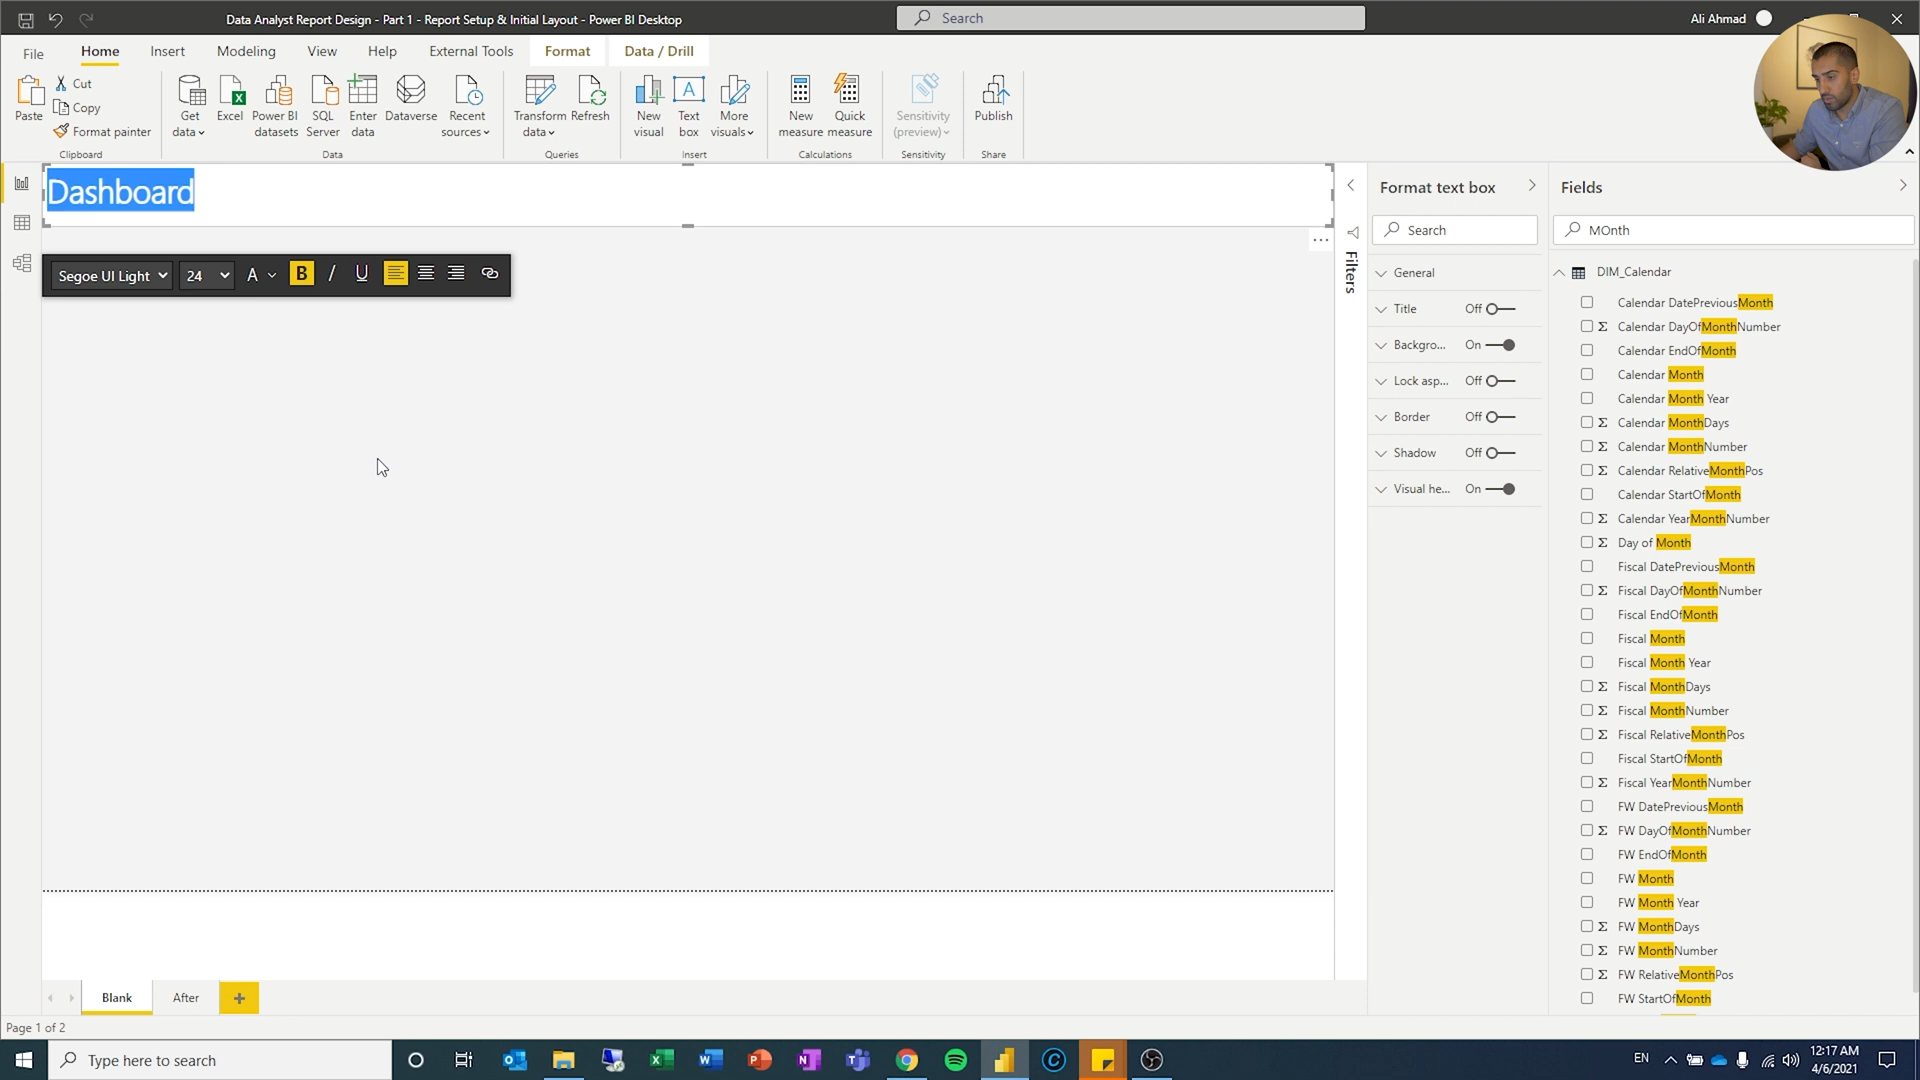 Data Analyst Report Design - Part 1 - Report Setup & Initial Layout - Power BI Desktop
Search
Ali Ahmad
File
Home
Insert
Modeling
View
Help
External Tools
Format
Data / Drill
Paste
Cut
Copy
Format painter
Clipboard
Get data
Excel
Power BI datasets
SQL Server
Enter data
Dataverse
Recent sources
Data
Transform data
Refresh
Queries
New visual
Text box
More visuals
Insert
New measure
Quick measure
Calculations
Sensitivity (preview)
Sensitivity
Publish
Share
Dashboard
Segoe UI Light
24
A
B
I
U
Filters
Format text box
Search
General
Title Off
Backgro... On
Lock asp... Off
Border Off
Shadow Off
Visual he... On
Fields
MOnth
DIM_Calendar
Calendar DatePreviousMonth
Calendar DayOfMonthNumber
Calendar EndOfMonth
Calendar Month
Calendar Month Year
Calendar MonthDays
Calendar MonthNumber
Calendar RelativeMonthPos
Calendar StartOfMonth
Calendar YearMonthNumber
Day of Month
Fiscal DatePreviousMonth
Fiscal DayOfMonthNumber
Fiscal EndOfMonth
Fiscal Month
Fiscal Month Year
Fiscal MonthDays
Fiscal MonthNumber
Fiscal RelativeMonthPos
Fiscal StartOfMonth
Fiscal YearMonthNumber
FW DatePreviousMonth
FW DayOfMonthNumber
FW EndOfMonth
FW Month
FW Month Year
FW MonthDays
FW MonthNumber
FW RelativeMonthPos
FW StartOfMonth
Blank
After
Page 1 of 2
Type here to search
EN
12:17 AM
4/6/2021